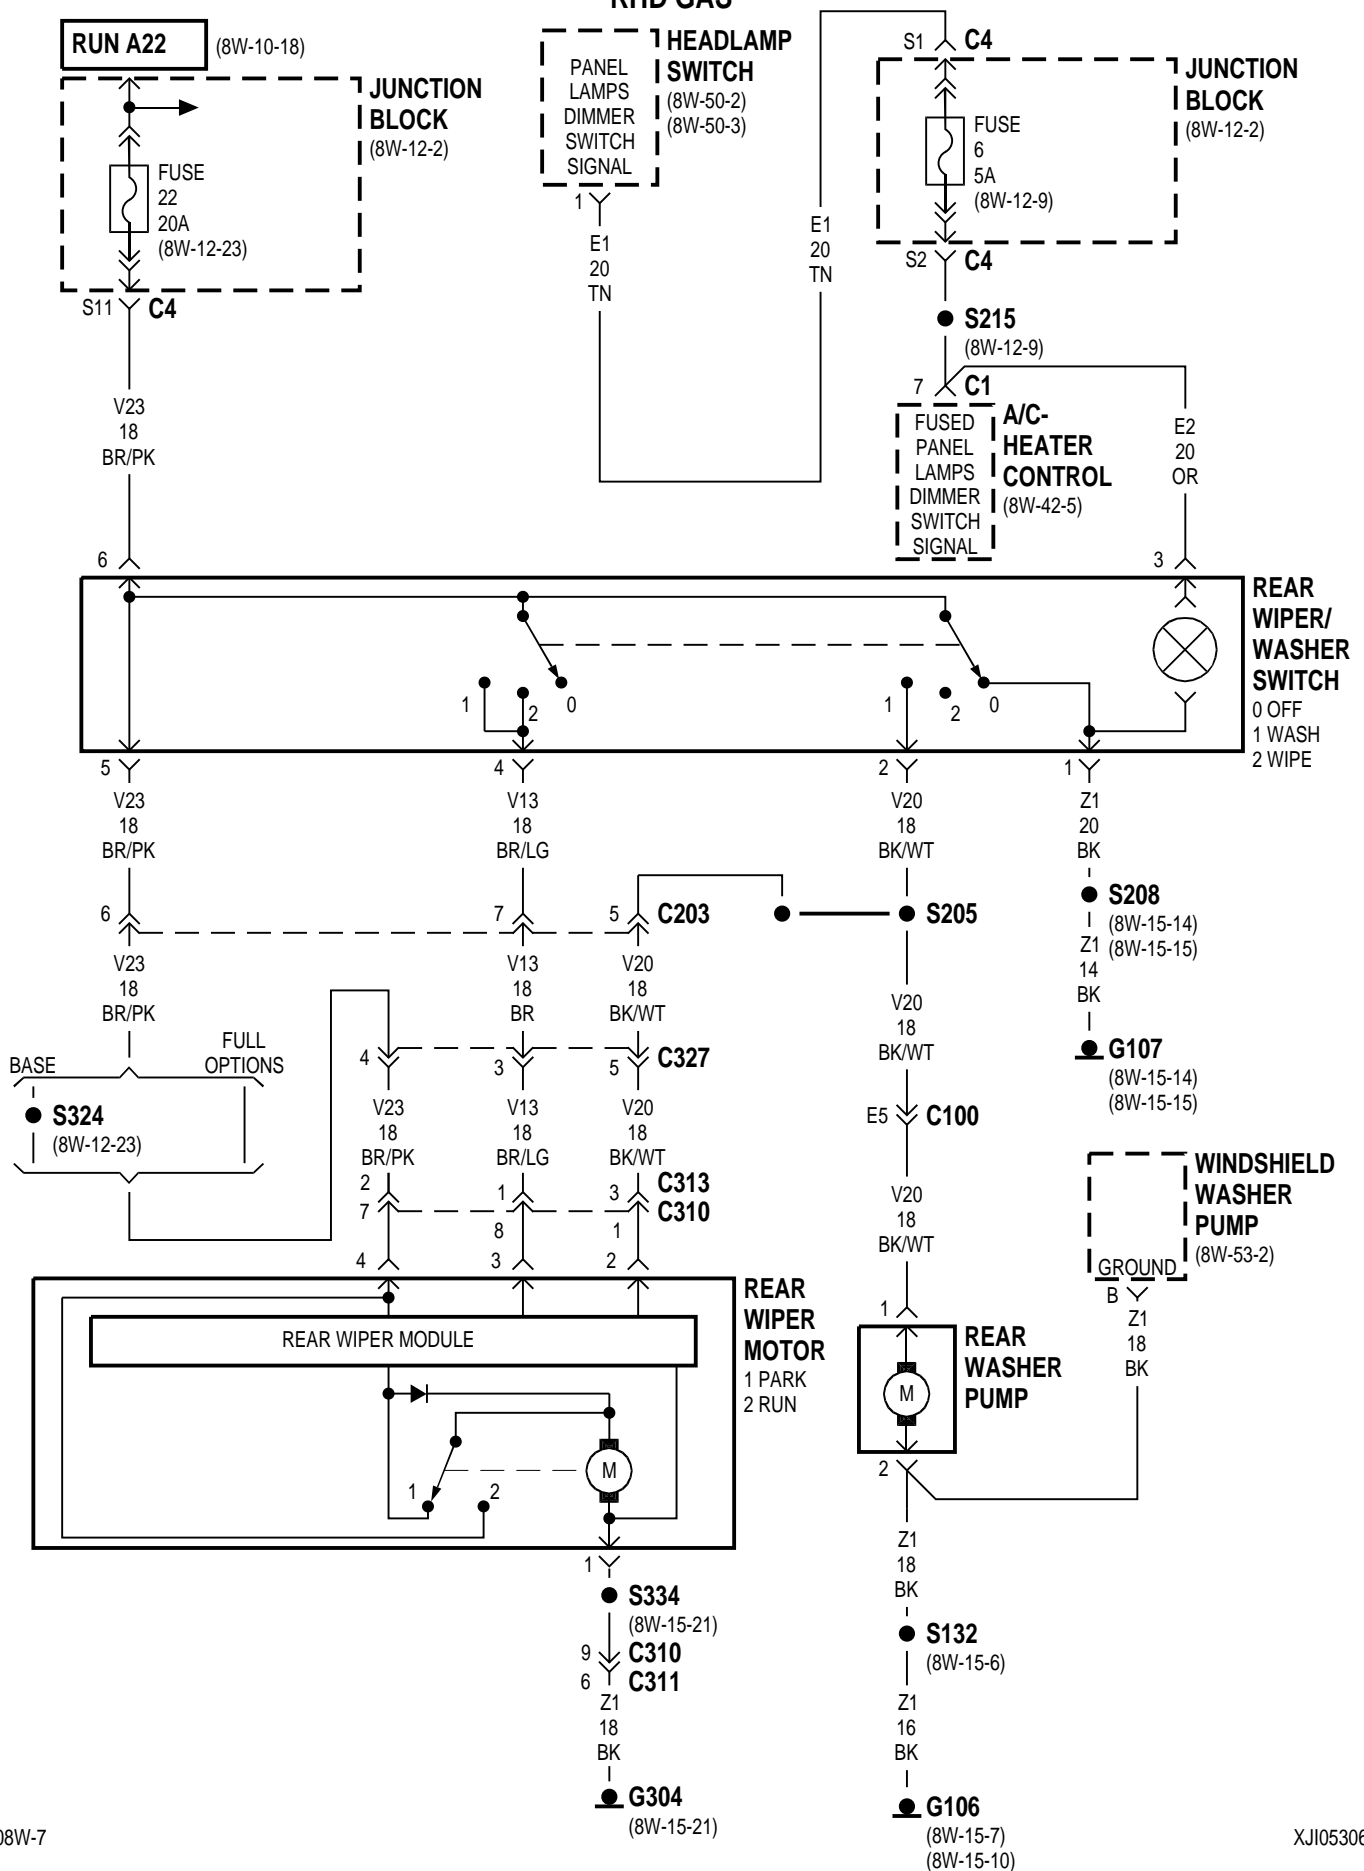 RHD GAS
RUN A22
(8W-10-18)
JUNCTION
BLOCK
(8W-12-2)
FUSE
22
20A
(8W-12-23)
S11
C4
HEADLAMP
SWITCH
(8W-50-2)
(8W-50-3)
PANEL
LAMPS
DIMMER
SWITCH
SIGNAL
1
E1
20
TN
E1
20
TN
S1
C4
JUNCTION
BLOCK
(8W-12-2)
FUSE
6
5A
(8W-12-9)
S2
C4
S215
(8W-12-9)
7
C1
FUSED
PANEL
LAMPS
DIMMER
SWITCH
SIGNAL
A/C-
HEATER
CONTROL
(8W-42-5)
E2
20
OR
V23
18
BR/PK
6
3
REAR
WIPER/
WASHER
SWITCH
0 OFF
1 WASH
2 WIPE
1
2
0
1
2
0
5
4
2
1
V23
18
BR/PK
V13
18
BR/LG
V20
18
BK/WT
Z1
20
BK
6
7
5
C203
S205
S208
(8W-15-14)
(8W-15-15)
V23
18
BR/PK
V13
18
BR
V20
18
BK/WT
V20
18
BK/WT
Z1
14
BK
G107
(8W-15-14)
(8W-15-15)
BASE
FULL
OPTIONS
S324
(8W-12-23)
4
3
5
C327
V23
18
BR/PK
V13
18
BR/LG
V20
18
BK/WT
E5
C100
2
1
3
C313
7
8
1
C310
4
3
2
V20
18
BK/WT
WINDSHIELD
WASHER
PUMP
(8W-53-2)
GROUND
B
Z1
18
BK
REAR
WIPER
MOTOR
1 PARK
2 RUN
REAR WIPER MODULE
M
1
2
1
REAR
WASHER
PUMP
M
2
1
S334
(8W-15-21)
9
C310
6
C311
Z1
18
BK
G304
(8W-15-21)
Z1
18
BK
S132
(8W-15-6)
Z1
16
BK
G106
(8W-15-7)
(8W-15-10)
08W-7
XJI05306